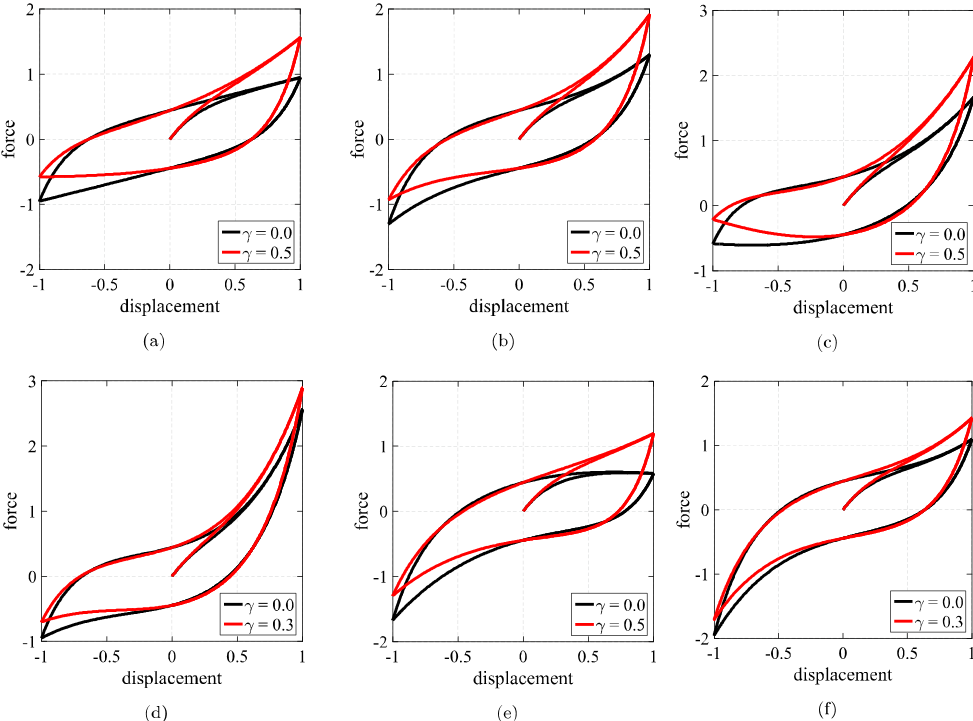 2
1
0
-1
2
-1
-0.5
0
0.5
1
force
displacement
γ = 0.0
γ = 0.5
(a)
2
1
0
-1
2
-1
-0.5
0
0.5
1
force
displacement
γ = 0.0
γ = 0.5
(b)
3
2
1
0
-1
-1
-0.5
0
0.5
1
force
displacement
γ = 0.0
γ = 0.5
(c)
3
2
1
0
-1
-1
-0.5
0
0.5
1
force
displacement
γ = 0.0
γ = 0.3
(d)
2
1
0
-1
-2
-1
-0.5
0
0.5
1
force
displacement
γ = 0.0
γ = 0.5
(e)
2
1
0
-1
-2
-1
-0.5
0
0.5
1
force
displacement
γ = 0.0
γ = 0.3
(f)